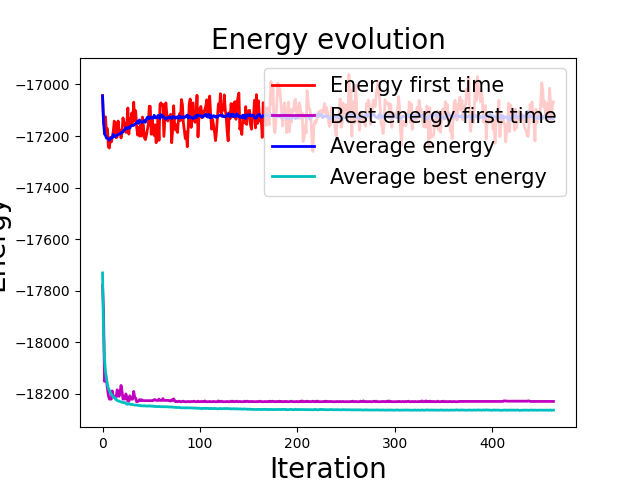 Energy evolution
Energy
−17000
−17200
−17400
−17600
−17800
−18000
−18200
Energy first time
Best energy first time
Average energy
Average best energy
0 100 200 300 400
Iteration